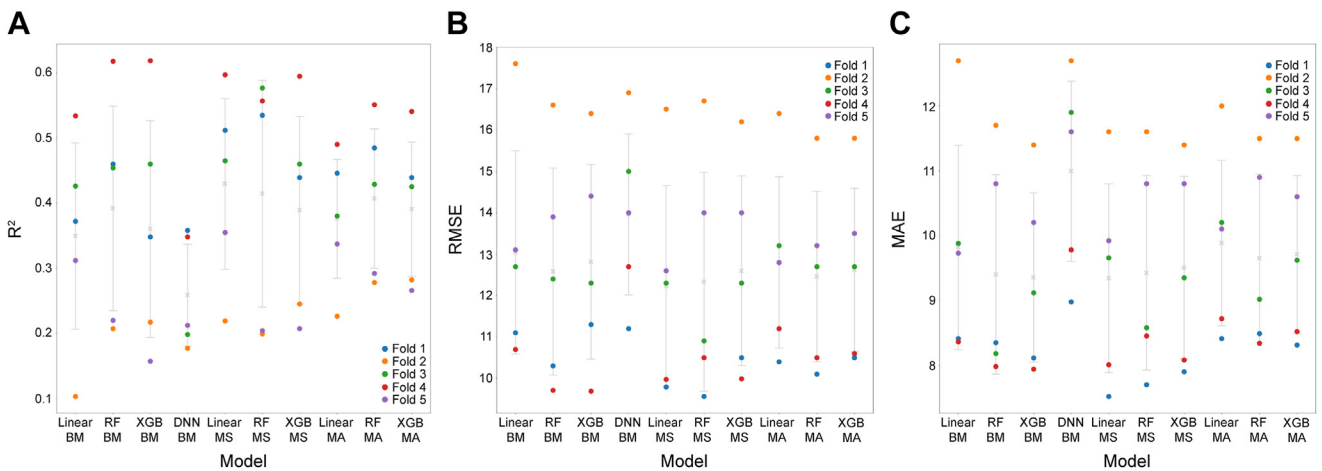 A
R²
0.6
0.5
0.4
0.3
0.2
0.1
Fold 1
Fold 2
Fold 3
Fold 4
Fold 5
Linear RF XGB DNN Linear RF XGB Linear RF XGB
BM BM BM BM MS MS MS MA MA MA
Model
B
RMSE
18
17
16
15
14
13
12
11
10
Fold 1
Fold 2
Fold 3
Fold 4
Fold 5
Linear RF XGB DNN Linear RF XGB Linear RF XGB
BM BM BM BM MS MS MS MA MA MA
Model
C
MAE
12
11
10
9
8
Fold 1
Fold 2
Fold 3
Fold 4
Fold 5
Linear RF XGB DNN Linear RF XGB Linear RF XGB
BM BM BM BM MS MS MS MA MA MA
Model